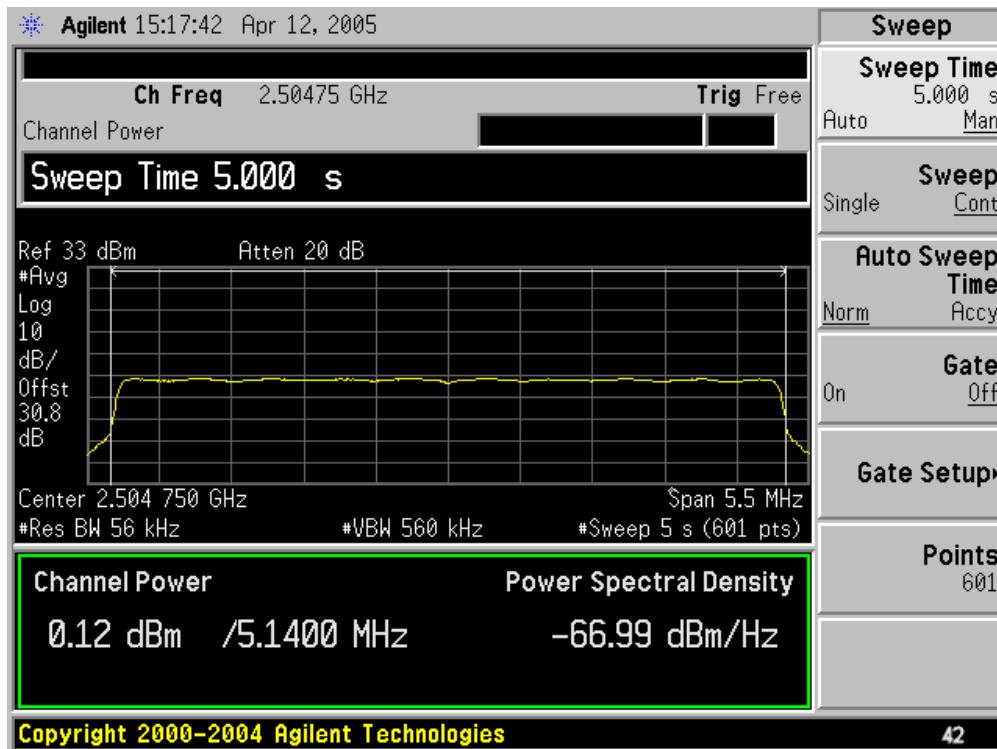 Agilent 15:17:42 Apr 12, 2005
Sweep
Ch Freq 2.50475 GHz Trig Free
Channel Power
Sweep Time 5.000 s
Ref 33 dBm Atten 20 dB
#Avg
Log
10
dB/
Offst
30.8
dB
Center 2.504 750 GHz Span 5.5 MHz
#Res BW 56 kHz #VBW 560 kHz #Sweep 5 s (601 pts)
Channel Power Power Spectral Density
0.12 dBm /5.1400 MHz -66.99 dBm/Hz
Sweep Time
5.000 s
Auto Man
Sweep
Single Cont
Auto Sweep
Time
Norm Accy
Gate
On Off
Gate Setup
Points
601
Copyright 2000-2004 Agilent Technologies 42